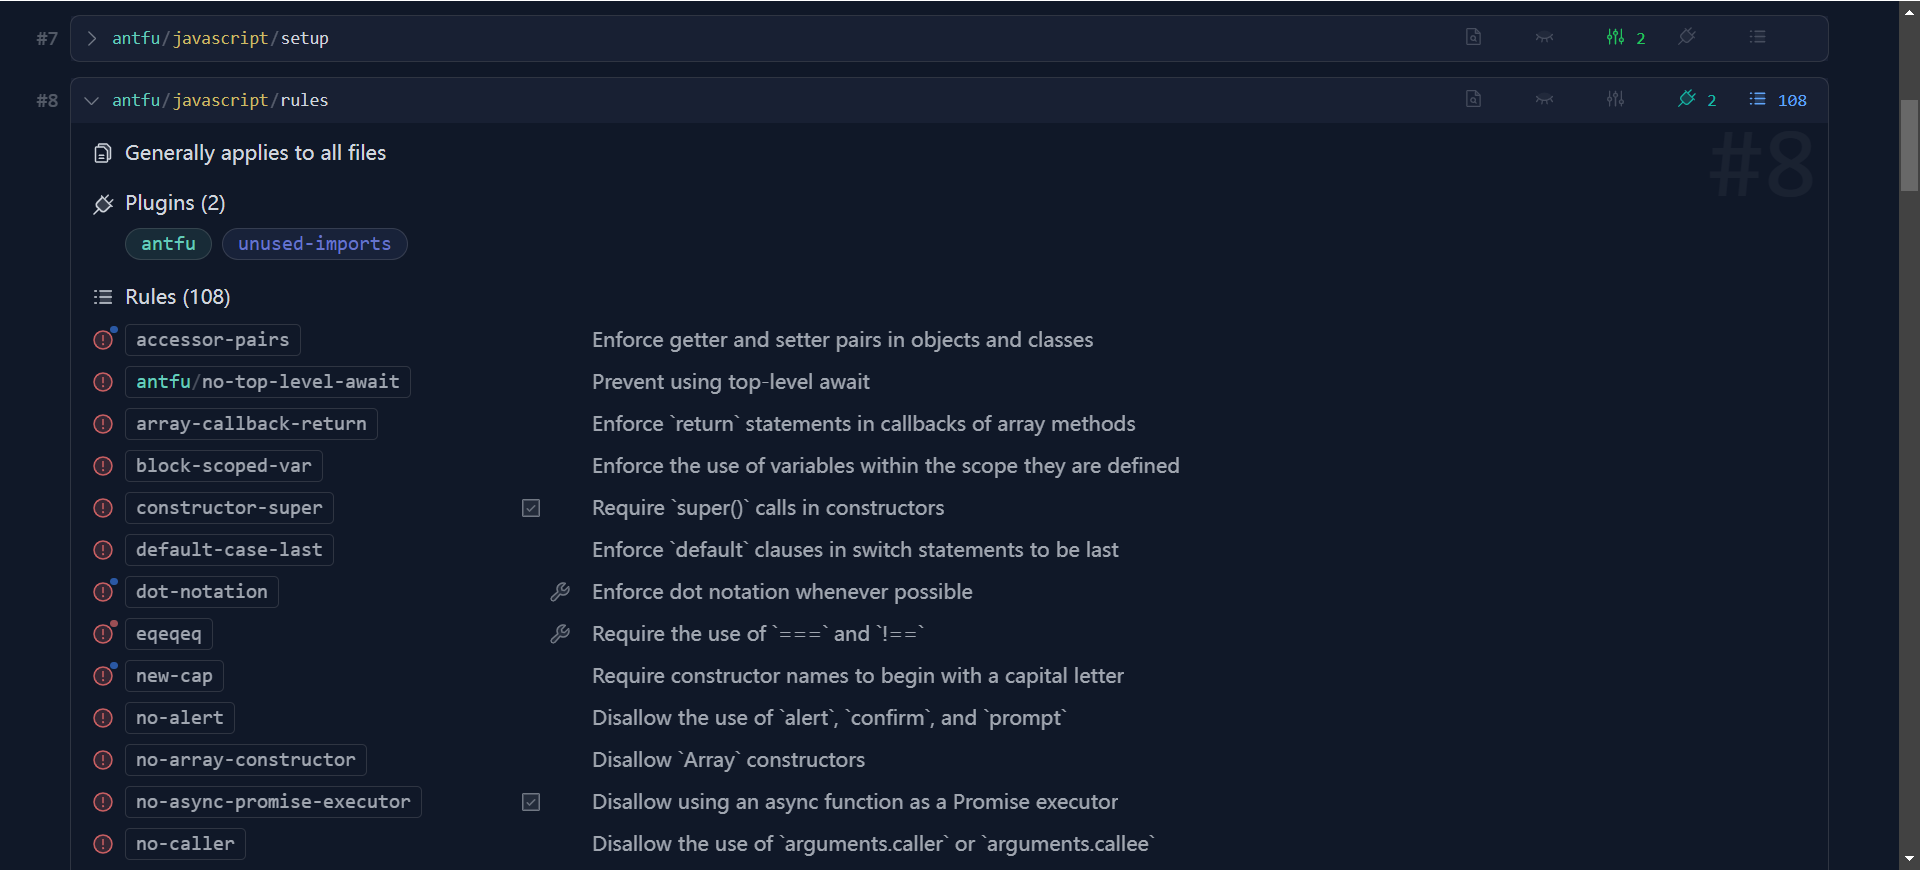 #7 antfu/javascript/setup 2
#8 antfu/javascript/rules 2 108
#8
Generally applies to all files
Plugins (2)
antfu unused-imports
Rules (108)
accessor-pairs Enforce getter and setter pairs in objects and classes
antfu/no-top-level-await Prevent using top-level await
array-callback-return Enforce `return` statements in callbacks of array methods
block-scoped-var Enforce the use of variables within the scope they are defined
constructor-super Require `super()` calls in constructors
default-case-last Enforce `default` clauses in switch statements to be last
dot-notation Enforce dot notation whenever possible
eqeqeq Require the use of `===` and `!==`
new-cap Require constructor names to begin with a capital letter
no-alert Disallow the use of `alert`, `confirm`, and `prompt`
no-array-constructor Disallow `Array` constructors
no-async-promise-executor Disallow using an async function as a Promise executor
no-caller Disallow the use of `arguments.caller` or `arguments.callee`